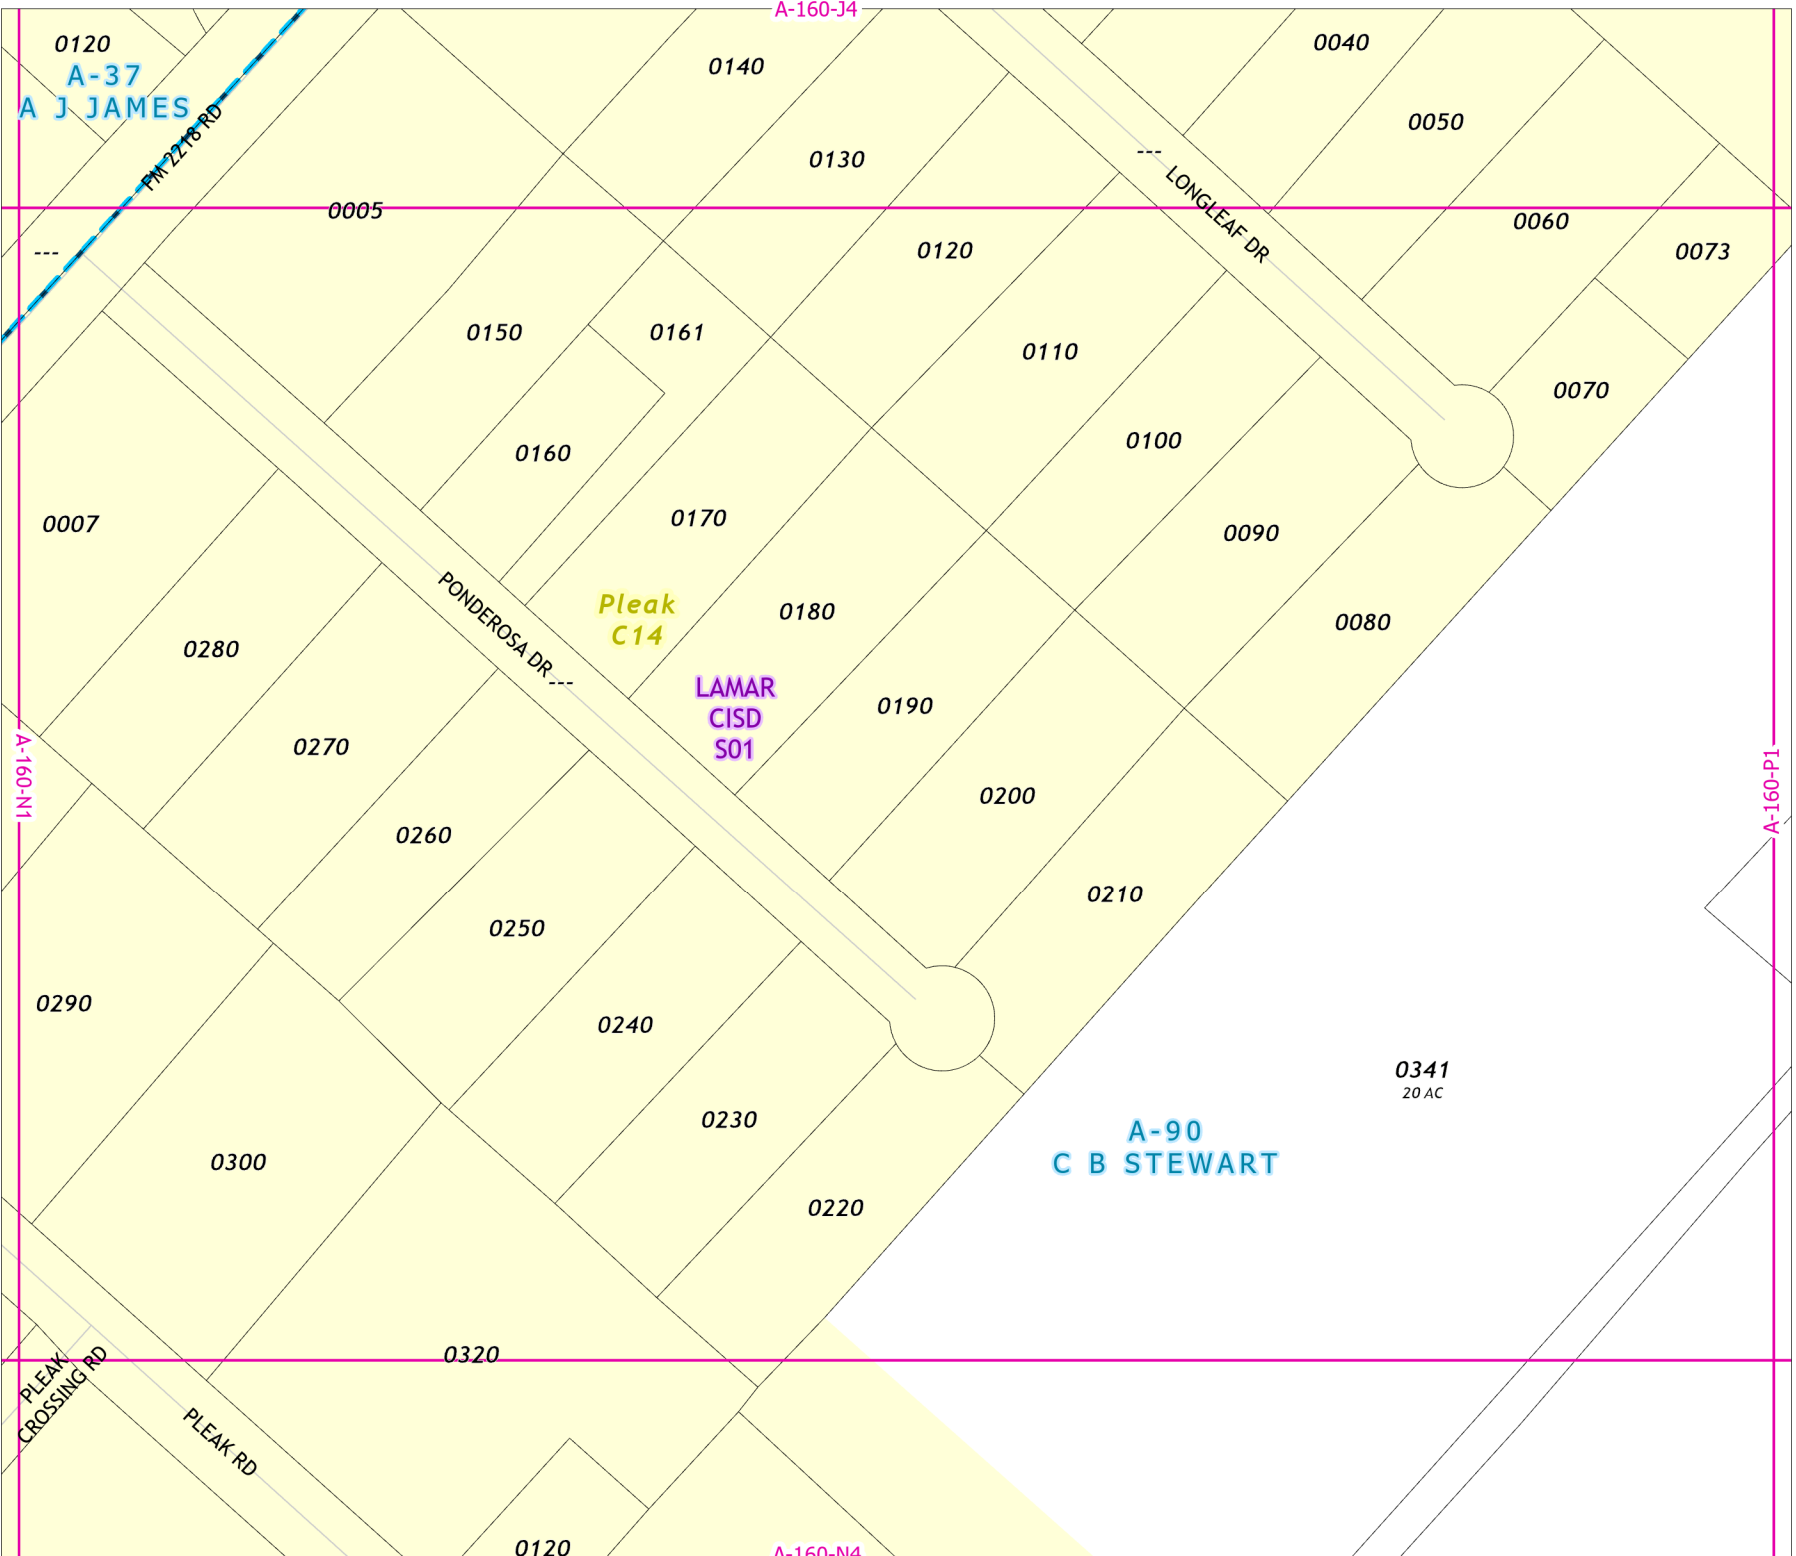 A-160-J4
0120
A-37
A J JAMES
FM 2218 RD
---
0140
0040
0050
0130
---
LONGLEAF DR
0005
0060
0073
0120
0150
0161
0110
0070
0160
0100
0007
0170
0090
PONDEROSA DR
---
Pleak
C14
0180
0080
0280
LAMAR
CISD
S01
0190
0270
A-160-N1
A-160-P1
0200
0260
0210
0250
0290
0240
0341
20 AC
0230
A-90
C B STEWART
0300
0220
0320
PLEAK
CROSSING RD
PLEAK RD
0120
A-160-N4